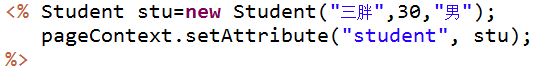 <% Student stu=new Student("三胖",30,"男");
pageContext.setAttribute("student", stu);
%>